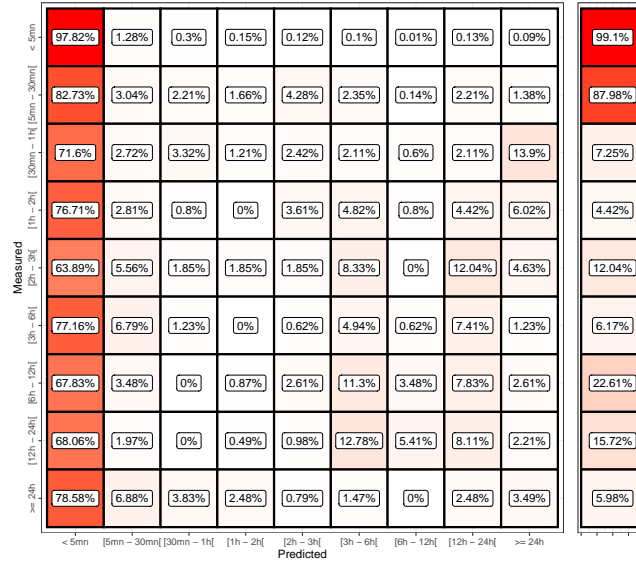 < 5mn 97.82% 1.28% 0.3% 0.15% 0.12% 0.1% 0.01% 0.13% 0.09% 99.1%
[5mn − 30mn[ 82.73% 3.04% 2.21% 1.66% 4.28% 2.35% 0.14% 2.21% 1.38% 87.98%
[30mn − 1h[ 71.6% 2.72% 3.32% 1.21% 2.42% 2.11% 0.6% 2.11% 13.9% 7.25%
[1h − 2h[ 76.71% 2.81% 0.8% 0% 3.61% 4.82% 0.8% 4.42% 6.02% 4.42%
[2h − 3h[ 63.89% 5.56% 1.85% 1.85% 1.85% 8.33% 0% 12.04% 4.63% 12.04%
[3h − 6h[ 77.16% 6.79% 1.23% 0% 0.62% 4.94% 0.62% 7.41% 1.23% 6.17%
[6h − 12h[ 67.83% 3.48% 0% 0.87% 2.61% 11.3% 3.48% 7.83% 2.61% 22.61%
[12h − 24h[ 68.06% 1.97% 0% 0.49% 0.98% 12.78% 5.41% 8.11% 2.21% 15.72%
>= 24h 78.58% 6.88% 3.83% 2.48% 0.79% 1.47% 0% 2.48% 3.49% 5.98%
Measured
< 5mn [5mn − 30mn[ [30mn − 1h[ [1h − 2h[ [2h − 3h[ [3h − 6h[ [6h − 12h[ [12h − 24h[ >= 24h
Predicted